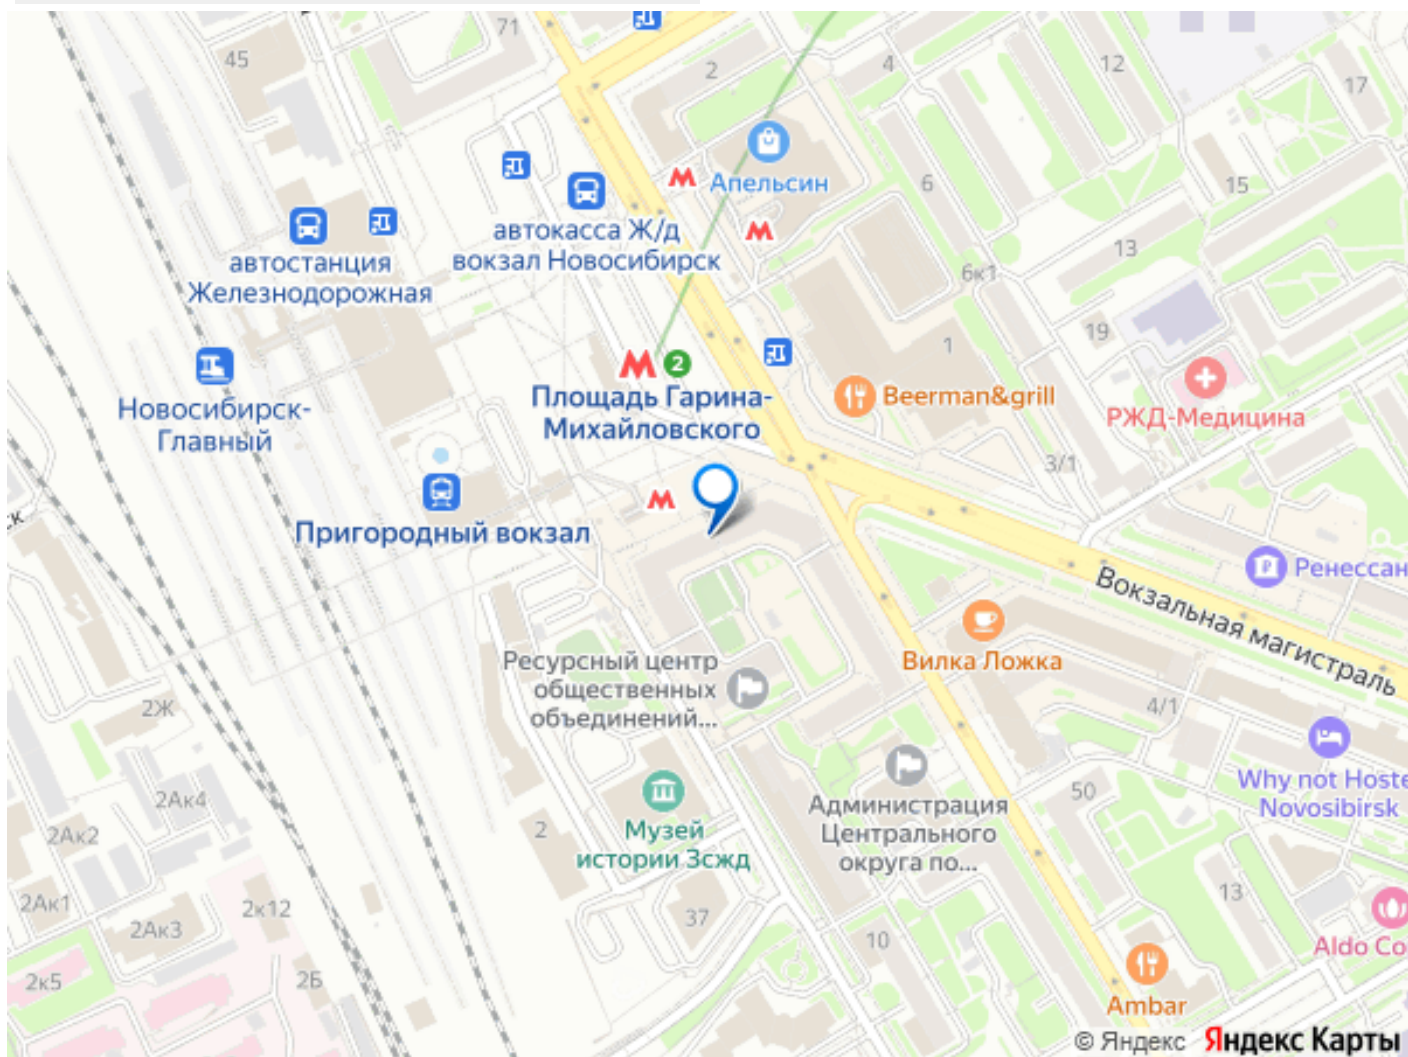 71
45
2
4
12
17
Апельсин
6
15
автокасса Ж/д
вокзал Новосибирск
автостанция
Железнодорожная
13
6к1
19
1
2
Площадь Гарина-
Михайловского
Новосибирск-
Главный
Beerman&grill
РЖД-Медицина
3/1
Пригородный вокзал
ск
Ренессан
Вокзальная магистраль
Вилка Ложка
Ресурсный центр
общественных
объединений...
4/1
2Ж
Why not Hoste
Novosibirsk
50
Администрация
Центрального
округа по...
Музей
истории Зсжд
2
2Ак4
2Ак2
2Ак1
2Ак3
2к12
37
10
13
Aldo Co
2к5
2Б
Ambar
© Яндекс Яндекс Карты